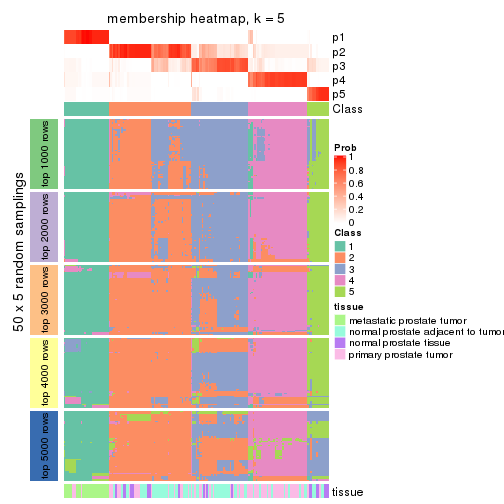 membership heatmap, k = 5
p1
p2
p3
p4
p5
Class
50 x 5 random samplings
top 1000 rows
top 2000 rows
top 3000 rows
top 4000 rows
top 5000 rows
Prob
1
0.8
0.6
0.4
0.2
0
Class
1
2
3
4
5
tissue
metastatic prostate tumor
normal prostate adjacent to tumor
normal prostate tissue
primary prostate tumor
tissue